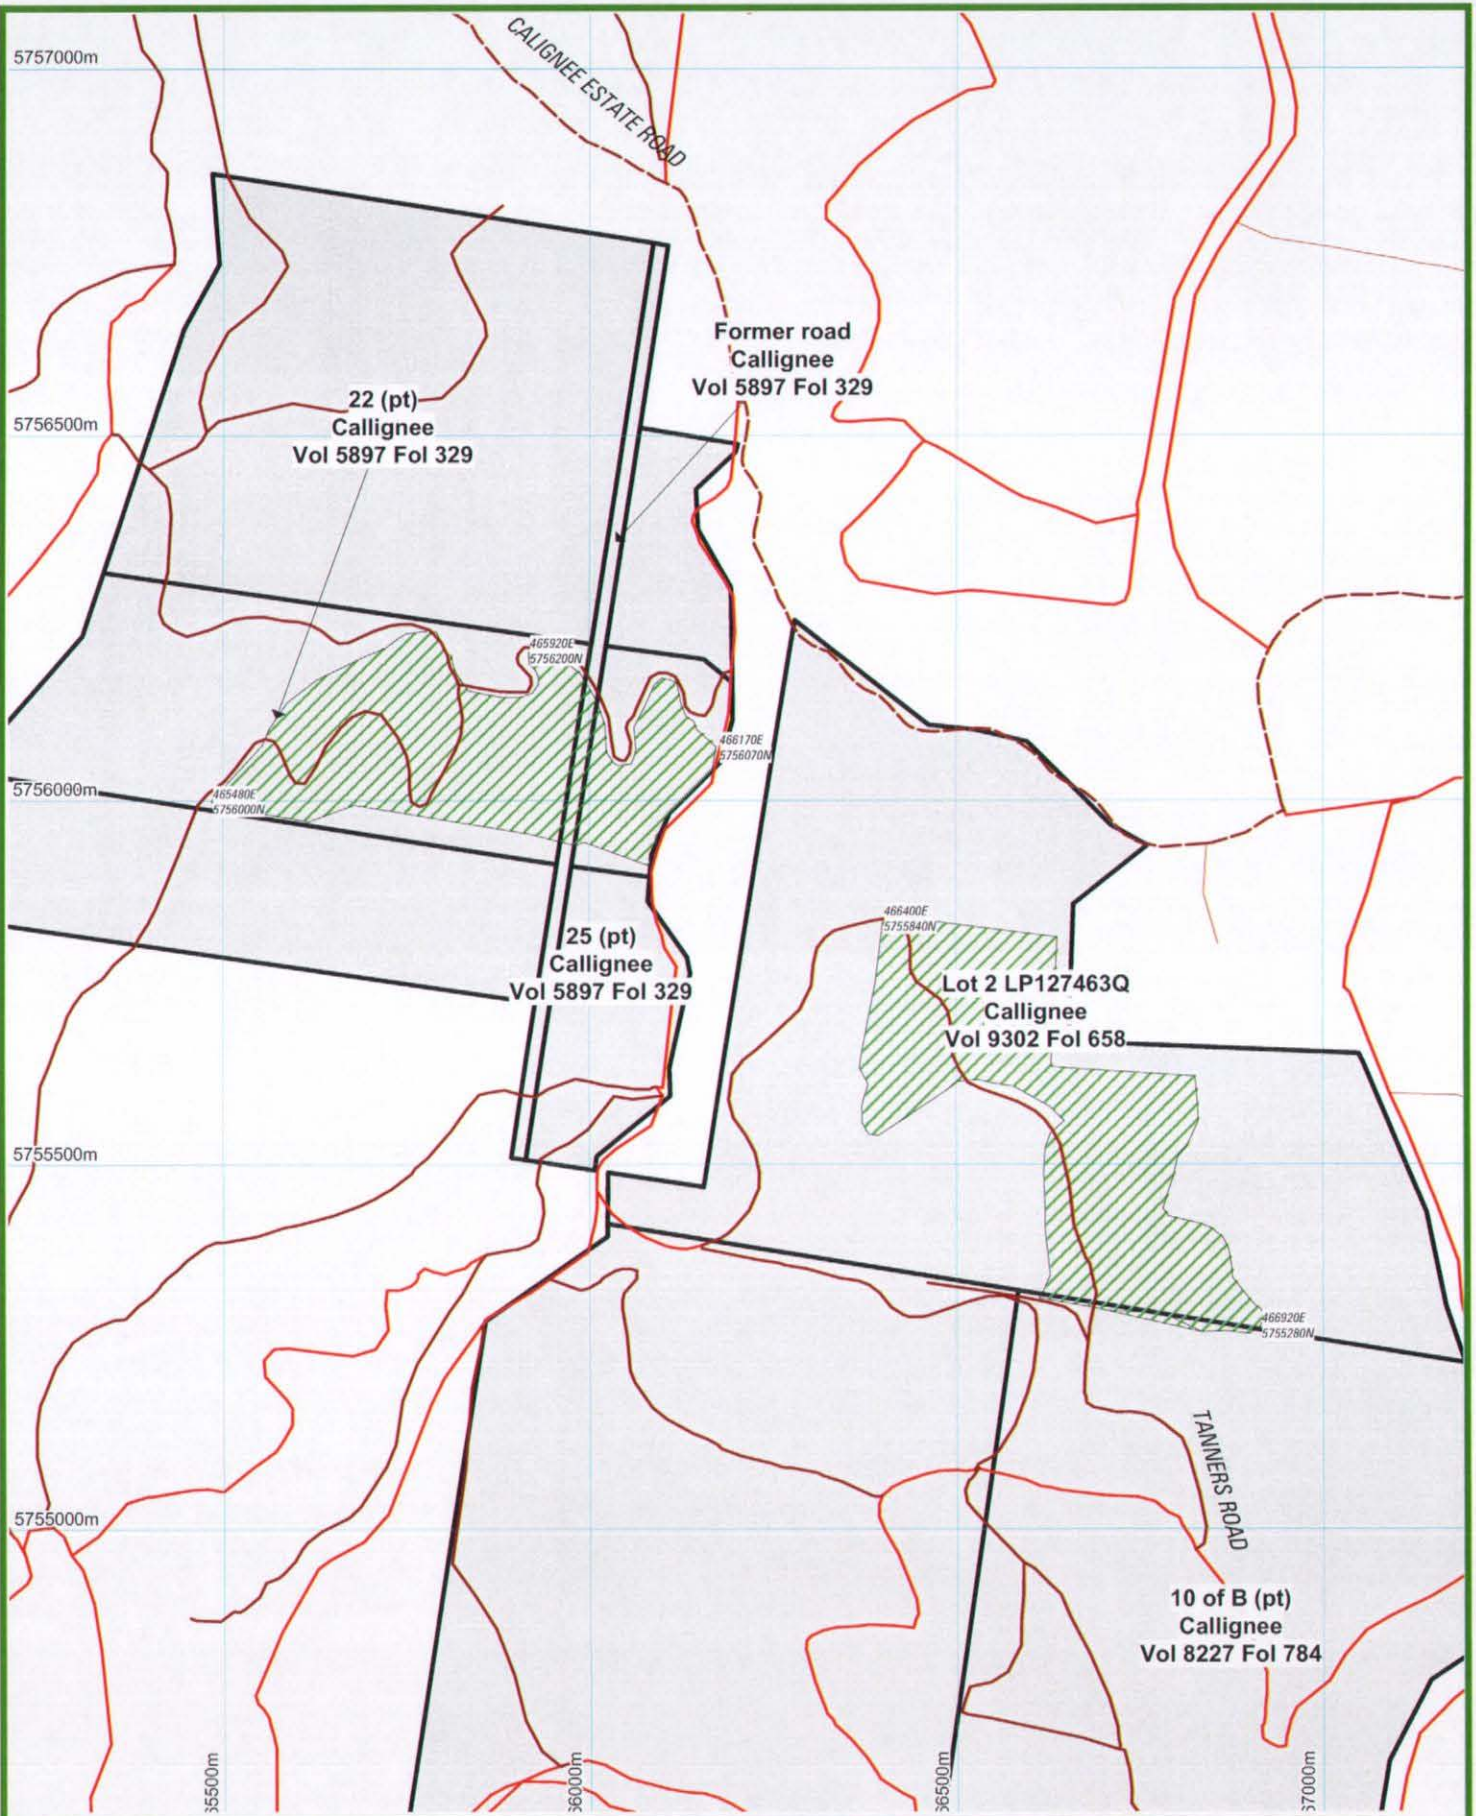 CALIGNEE ESTATE ROAD
5757000m
Former road
Callignee
Vol 5897 Fol 329
22 (pt)
Callignee
Vol 5897 Fol 329
5756500m
465920E
5756200N
466170E
5756070N
5756000m
465480E
5756000N
466400E
5755840N
25 (pt)
Callignee
Vol 5897 Fol 329
Lot 2 LP127463Q
Callignee
Vol 9302 Fol 658
5755500m
466920E
5755280N
TANNERS ROAD
5755000m
10 of B (pt)
Callignee
Vol 8227 Fol 784